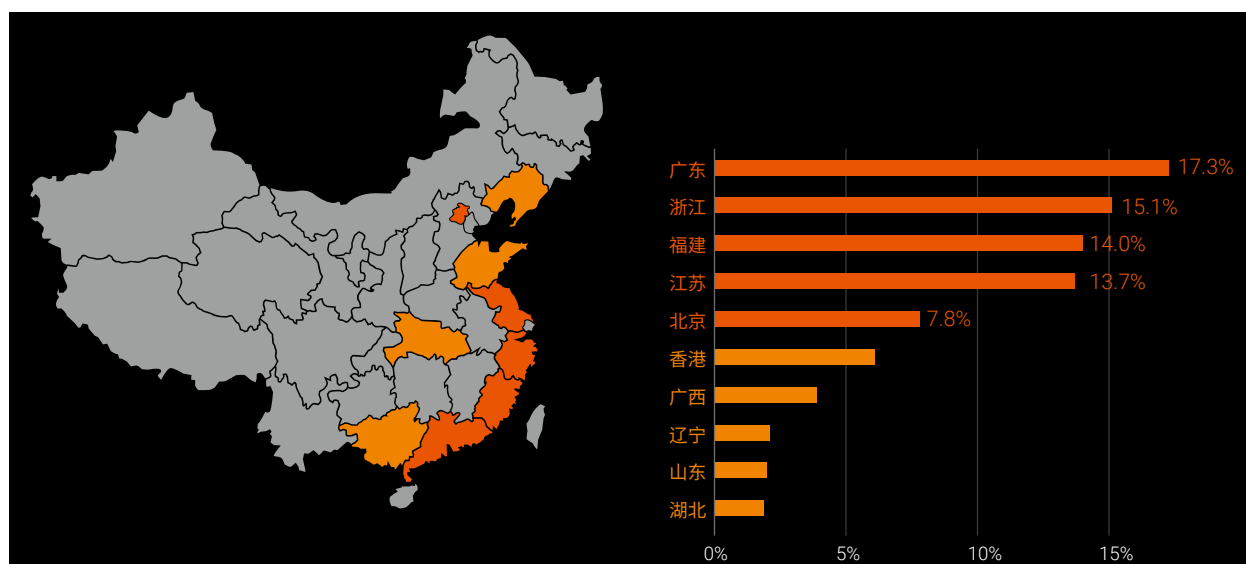 广东 17.3%
浙江 15.1%
福建 14.0%
江苏 13.7%
北京 7.8%
香港
广西
辽宁
山东
湖北
0% 5% 10% 15%